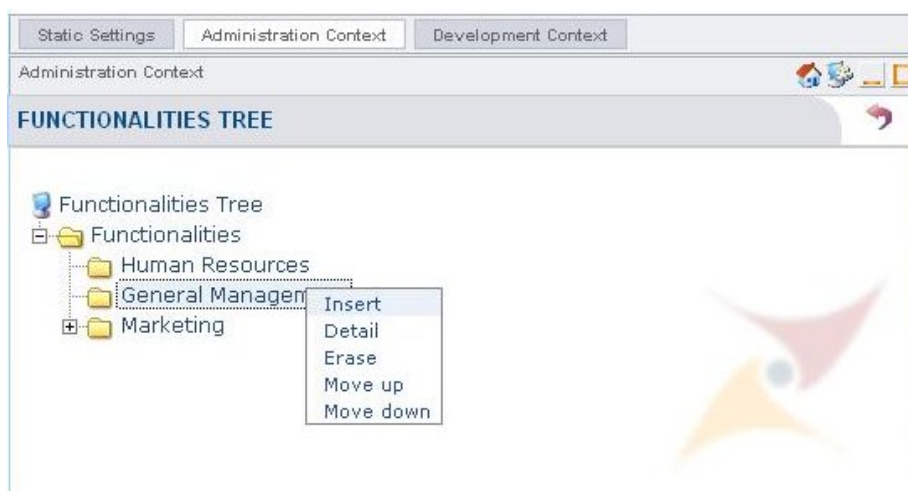 Static Settings Administration Context Development Context
Administration Context
FUNCTIONALITIES TREE
Functionalities Tree
Functionalities
Human Resources
General Managem
Marketing
Insert
Detail
Erase
Move up
Move down